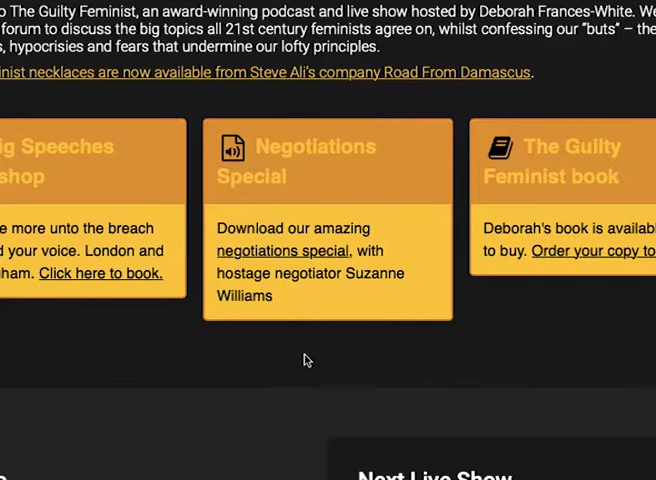 o The Guilty Feminist, an award-winning podcast and live show hosted by Deborah Frances-White. We
forum to discuss the big topics all 21st century feminists agree on, whilst confessing our "buts" – the
s, hypocrisies and fears that undermine our lofty principles.
inist necklaces are now available from Steve Ali's company Road From Damascus.
ig Speeches
shop
e more unto the breach
d your voice. London and
gham. Click here to book.
Negotiations
Special
Download our amazing
negotiations special, with
hostage negotiator Suzanne
Williams
The Guilty
Feminist book
Deborah's book is availab
to buy. Order your copy to
Next Live Show